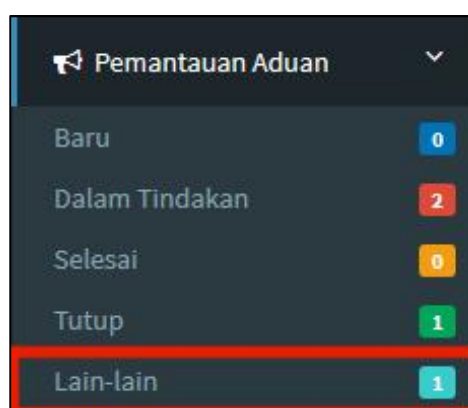 Pemantauan Aduan
Baru 0
Dalam Tindakan 2
Selesai 0
Tutup 1
Lain-lain 1